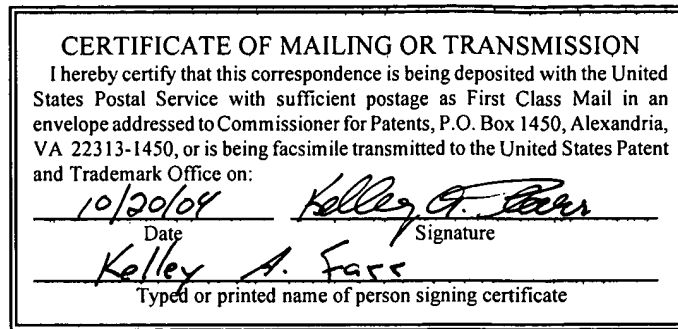 CERTIFICATE OF MAILING OR TRANSMISSION
I hereby certify that this correspondence is being deposited with the United
States Postal Service with sufficient postage as First Class Mail in an
envelope addressed to Commissioner for Patents, P.O. Box 1450, Alexandria,
VA 22313-1450, or is being facsimile transmitted to the United States Patent
and Trademark Office on:
10/20/04 Kelley A.
Date Signature
Kelley A.
Typed or printed name of person signing certificate